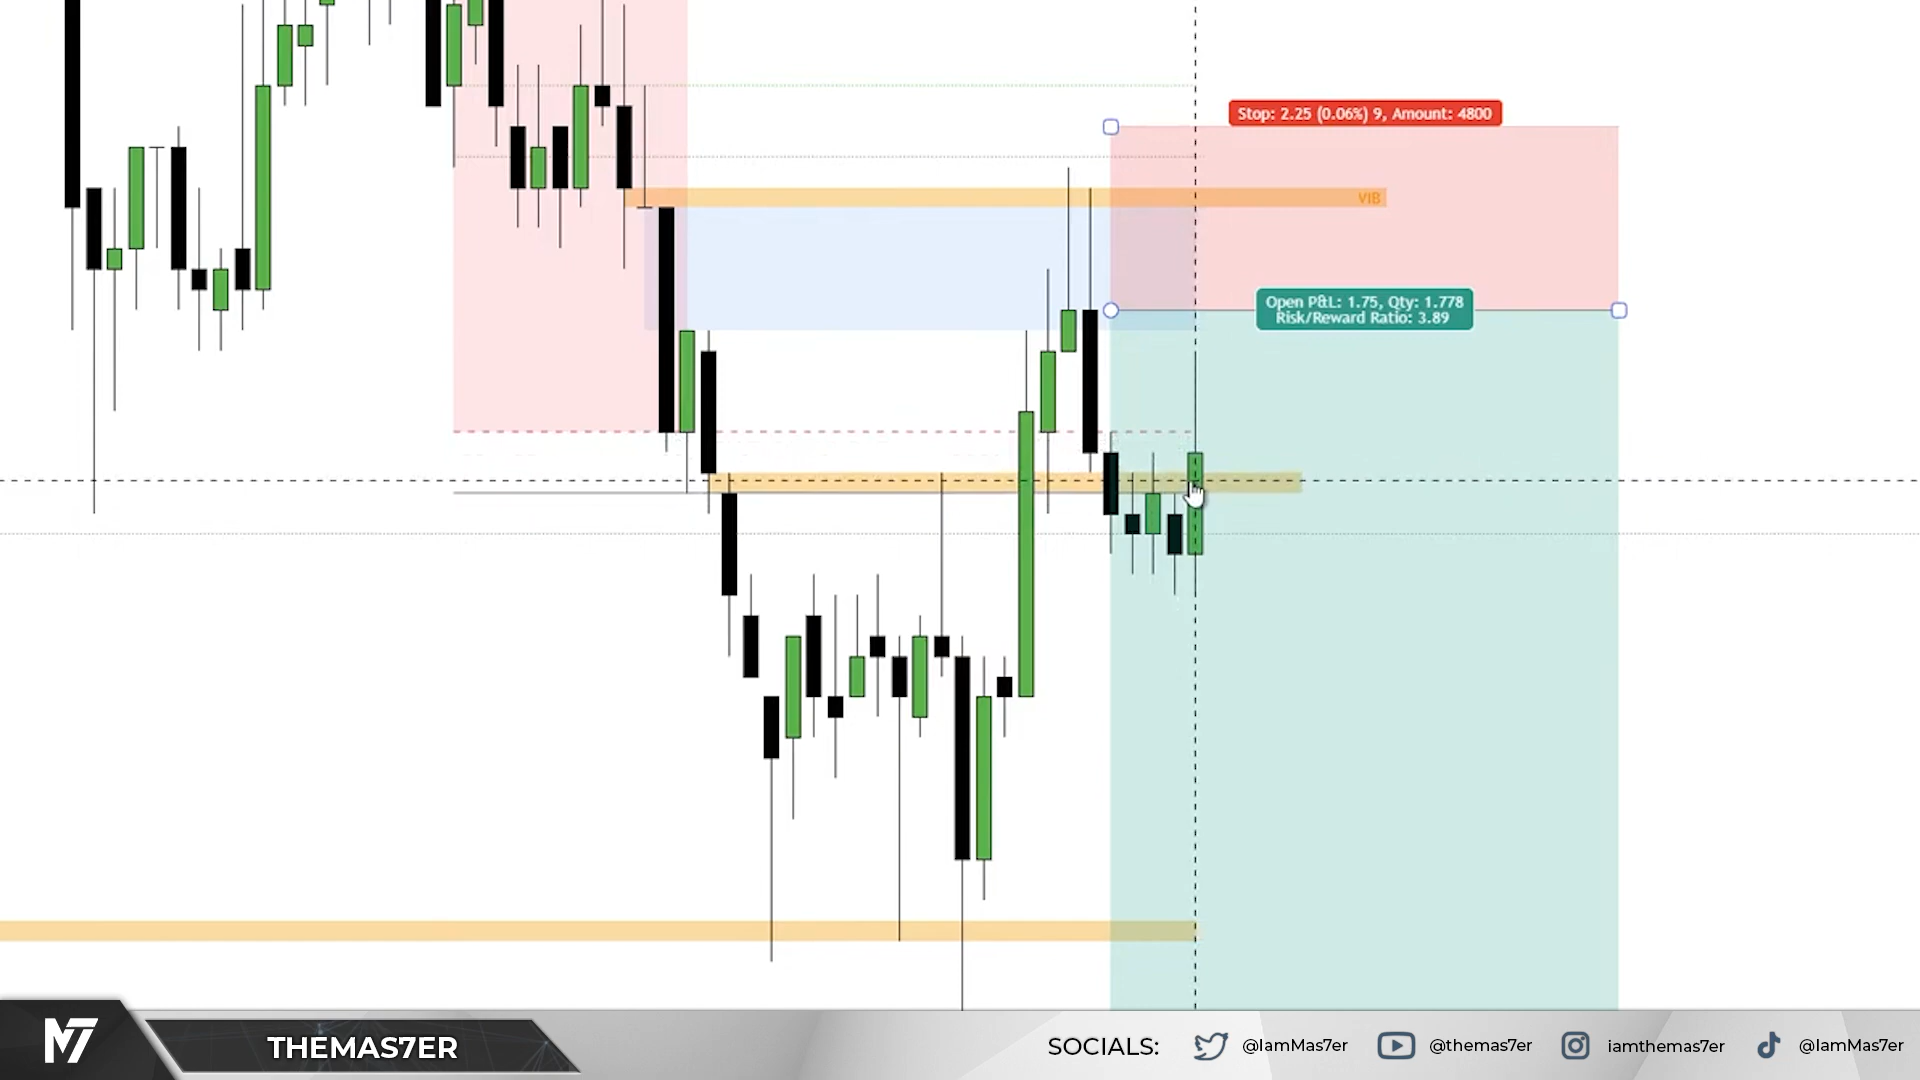 Stop: 2.25 (0.06%) 9, Amount: 4800
VIB
Open P&L: 1.75, Qty: 1.778
Risk/Reward Ratio: 3.89
M7
THEMAS7ER
SOCIALS:
@IamMas7er
@themas7er
iamthemas7er
@IamMas7er